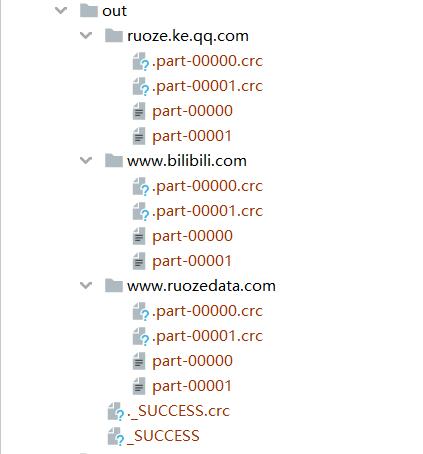 out
ruoze.ke.qq.com
.part-00000.crc
.part-00001.crc
part-00000
part-00001
www.bilibili.com
.part-00000.crc
.part-00001.crc
part-00000
part-00001
www.ruozedata.com
.part-00000.crc
.part-00001.crc
part-00000
part-00001
._SUCCESS.crc
_SUCCESS